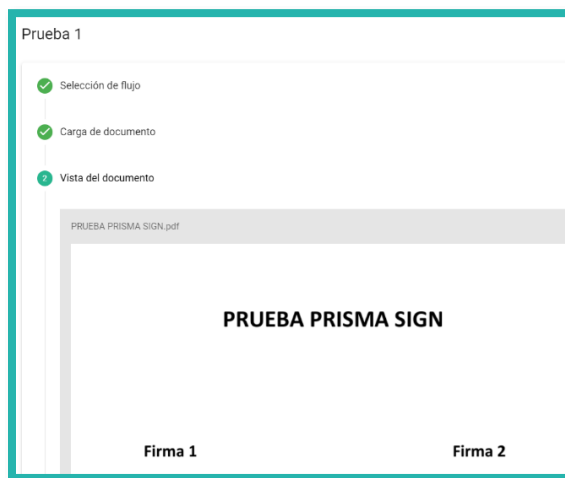 Prueba 1
Selección de flujo
Carga de documento
2 Vista del documento
PRUEBA PRISMA SIGN.pdf
PRUEBA PRISMA SIGN
Firma 1 Firma 2